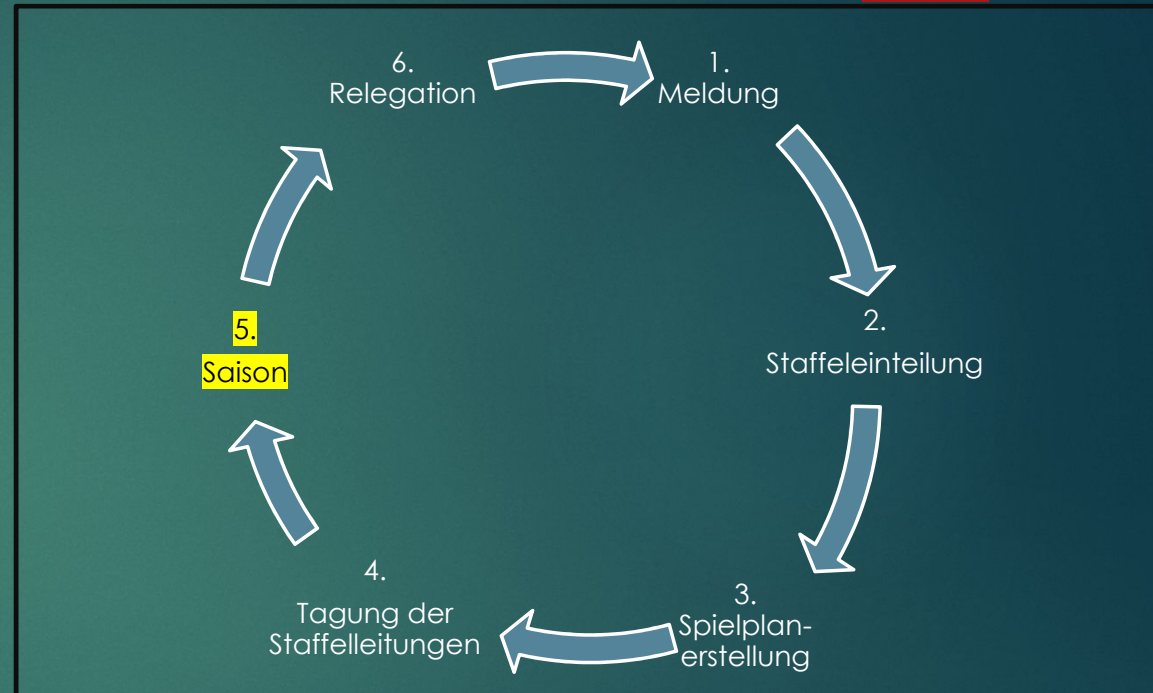 1.
Meldung
2.
Staffeleinteilung
3.
Spielplan-
erstellung
4.
Tagung der
Staffelleitungen
5.
Saison
6.
Relegation